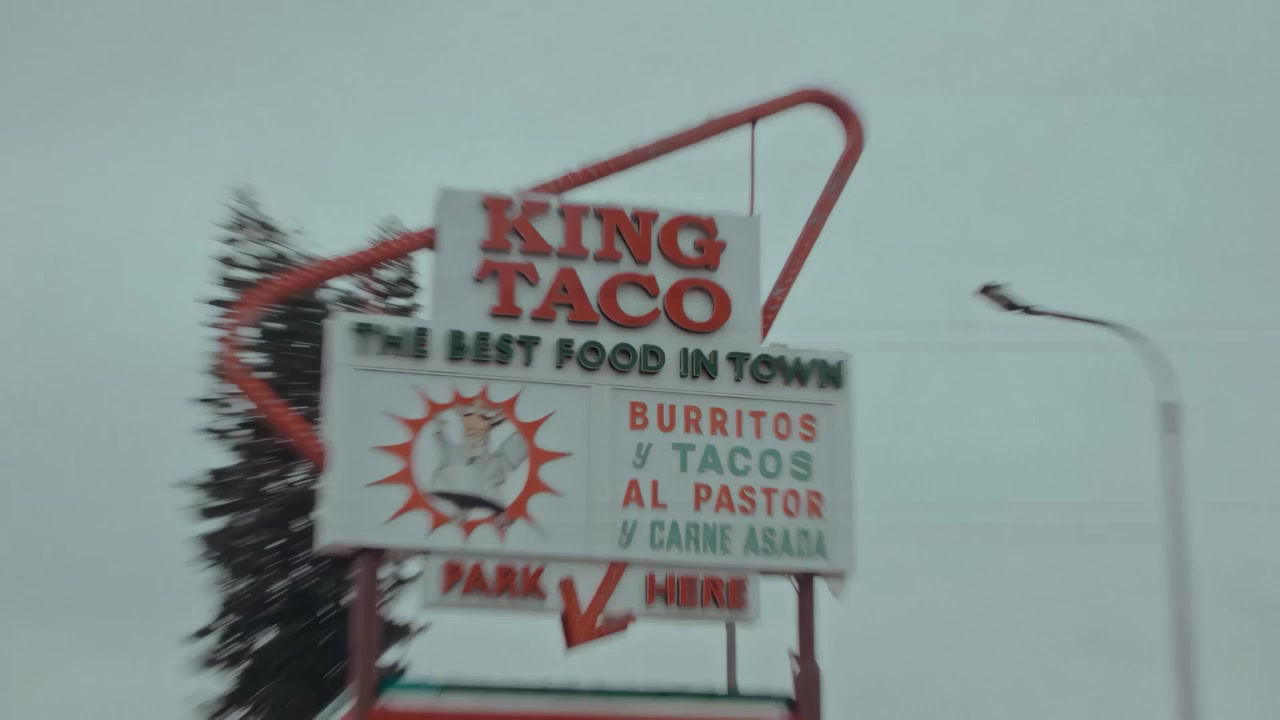 KING
TACO
THE BEST FOOD IN TOWN
BURRITOS
y TACOS
AL PASTOR
y CARNE ASADA
PARK HERE